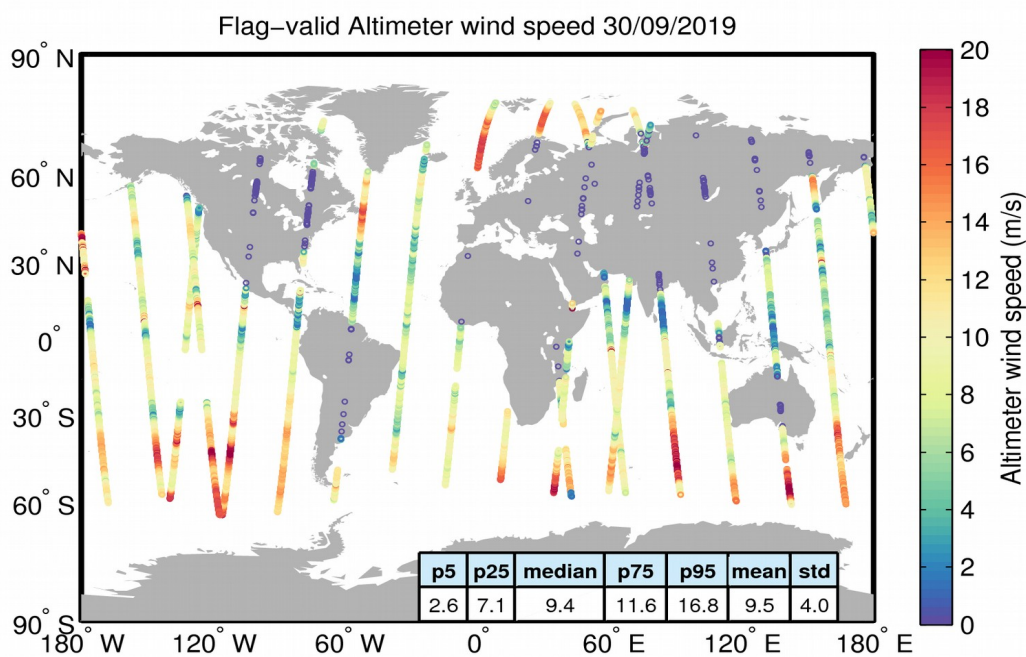 Flag−valid Altimeter wind speed 30/09/2019
90° N
60° N
30° N
0°
30° S
60° S
90° S
180° W
120° W
60° W
0°
60° E
120° E
180° E
p5 p25 median p75 p95 mean std
2.6 7.1 9.4 11.6 16.8 9.5 4.0
20
18
16
14
12
10
8
6
4
2
0
Altimeter wind speed (m/s)